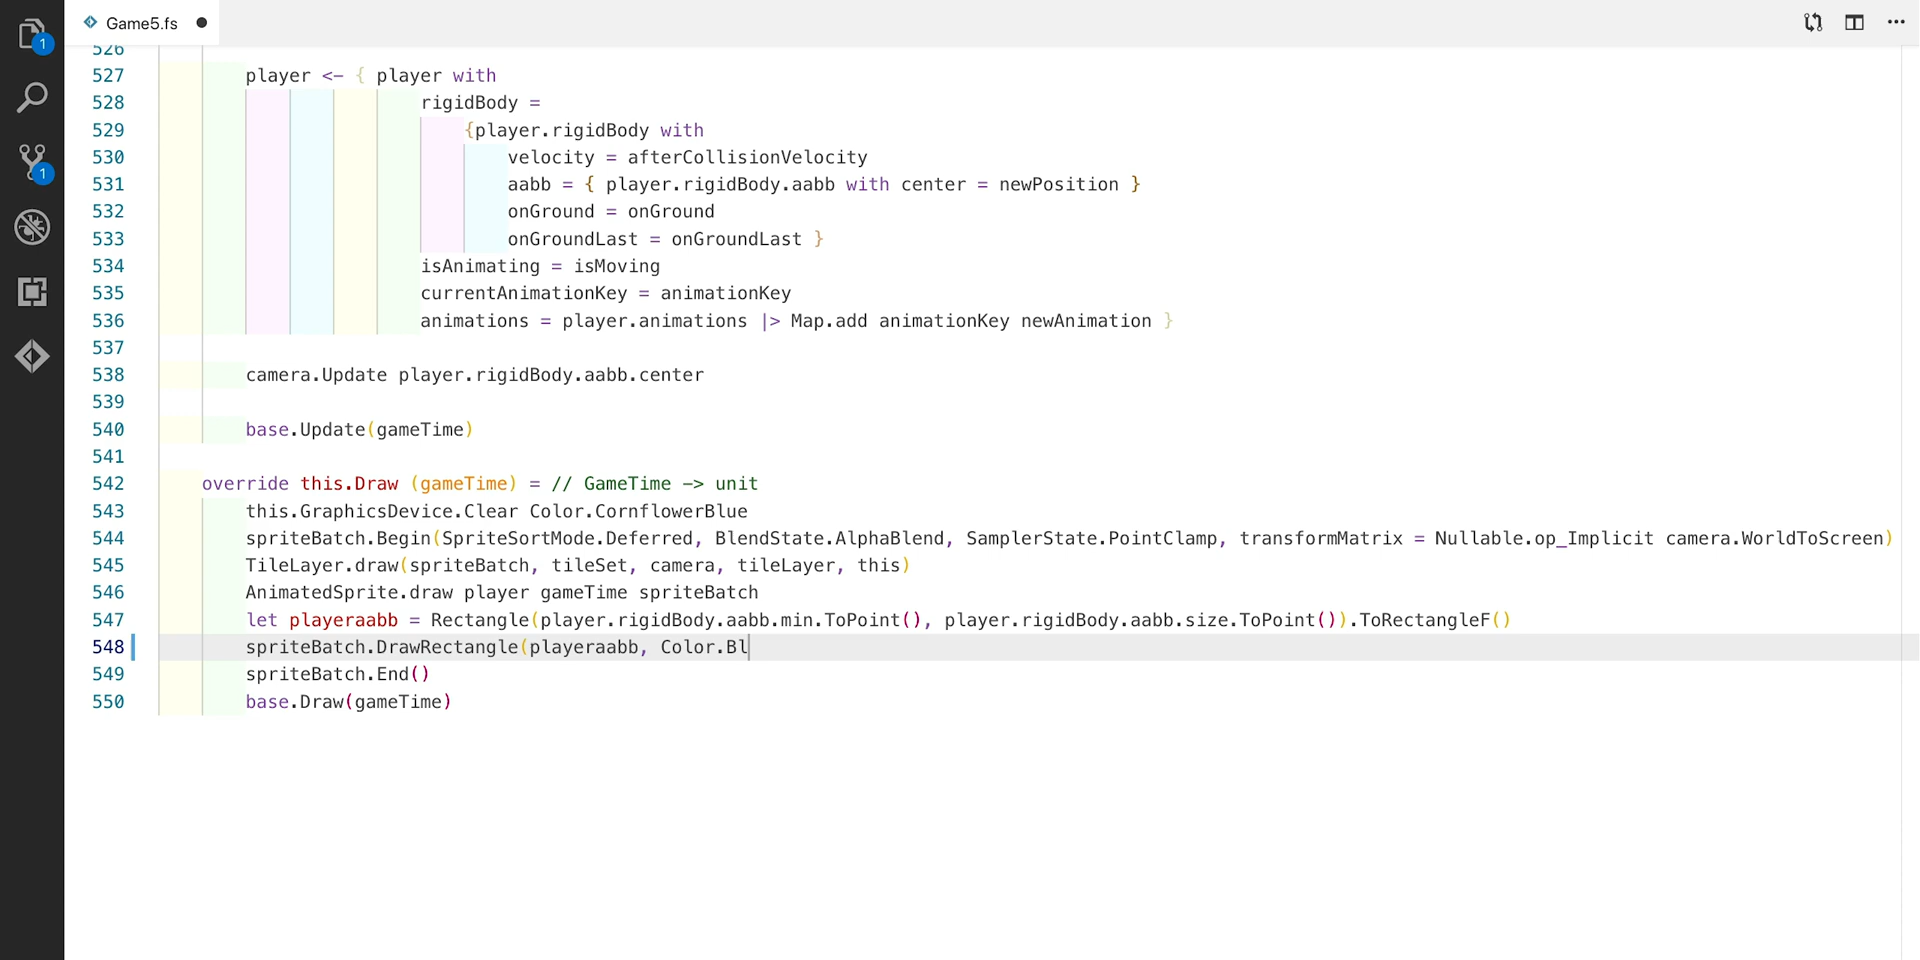 Game5.fs
1
1
526
527 player <- { player with
528 rigidBody =
529 {player.rigidBody with
530 velocity = afterCollisionVelocity
531 aabb = { player.rigidBody.aabb with center = newPosition }
532 onGround = onGround
533 onGroundLast = onGroundLast }
534 isAnimating = isMoving
535 currentAnimationKey = animationKey
536 animations = player.animations |> Map.add animationKey newAnimation }
537
538 camera.Update player.rigidBody.aabb.center
539
540 base.Update(gameTime)
541
542 override this.Draw (gameTime) = // GameTime -> unit
543 this.GraphicsDevice.Clear Color.CornflowerBlue
544 spriteBatch.Begin(SpriteSortMode.Deferred, BlendState.AlphaBlend, SamplerState.PointClamp, transformMatrix = Nullable.op_Implicit camera.WorldToScreen)
545 TileLayer.draw(spriteBatch, tileSet, camera, tileLayer, this)
546 AnimatedSprite.draw player gameTime spriteBatch
547 let playeraabb = Rectangle(player.rigidBody.aabb.min.ToPoint(), player.rigidBody.aabb.size.ToPoint()).ToRectangleF()
548 spriteBatch.DrawRectangle(playeraabb, Color.Bl
549 spriteBatch.End()
550 base.Draw(gameTime)